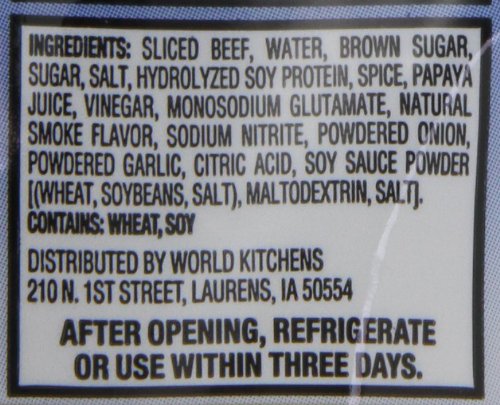 INGREDIENTS: SLICED BEEF, WATER, BROWN SUGAR,
SUGAR, SALT, HYDROLYZED SOY PROTEIN, SPICE, PAPAYA
JUICE, VINEGAR, MONOSODIUM GLUTAMATE, NATURAL
SMOKE FLAVOR, SODIUM NITRITE, POWDERED ONION,
POWDERED GARLIC, CITRIC ACID, SOY SAUCE POWDER
[(WHEAT, SOYBEANS, SALT), MALTODEXTRIN, SALT].
CONTAINS: WHEAT, SOY
DISTRIBUTED BY WORLD KITCHENS
210 N. 1ST STREET, LAURENS, IA 50554
AFTER OPENING, REFRIGERATE
OR USE WITHIN THREE DAYS.